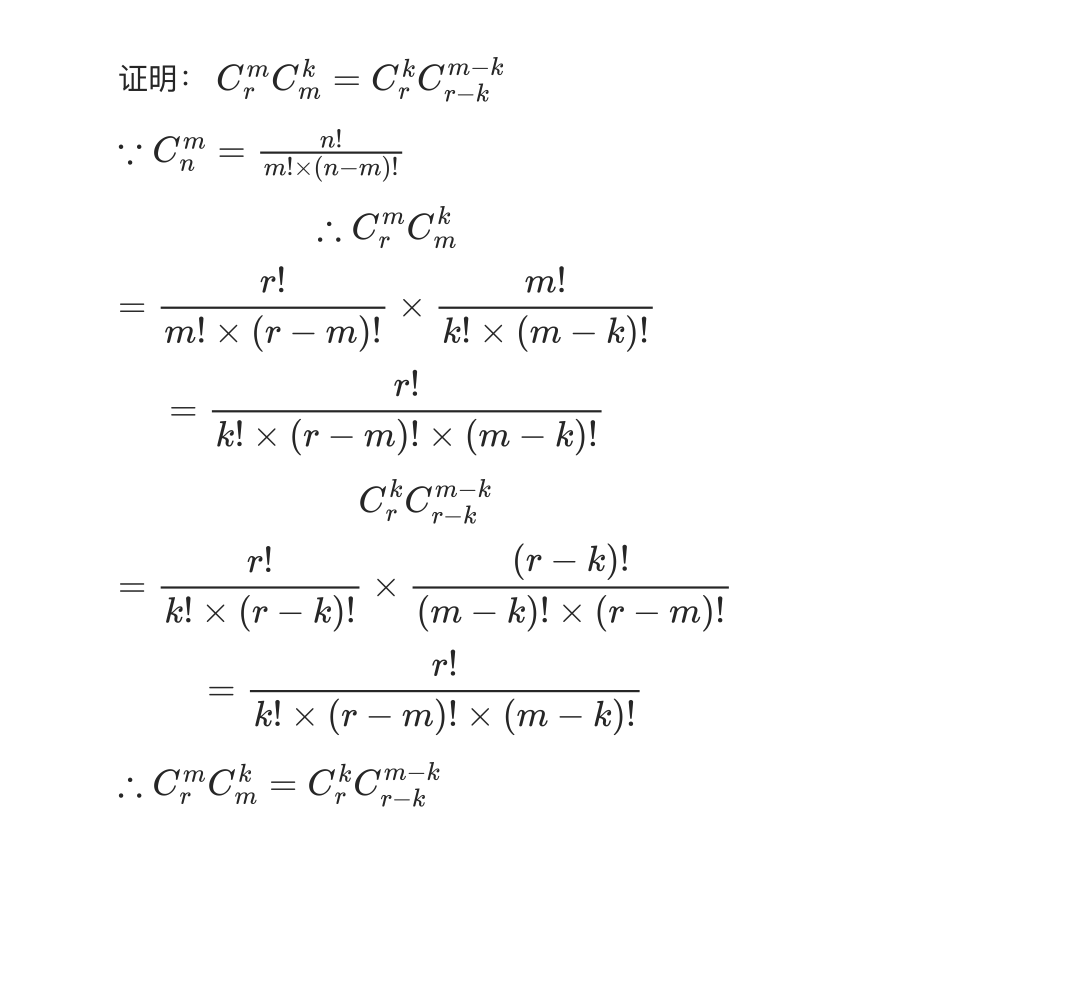 证明： $C_r^m C_m^k = C_r^k C_{r-k}^{m-k}$
$\because C_n^m = \frac{n!}{m! \times (n-m)!}$
$\therefore C_r^m C_m^k$
$= \frac{r!}{m! \times (r-m)!} \times \frac{m!}{k! \times (m-k)!}$
$= \frac{r!}{k! \times (r-m)! \times (m-k)!}$
$C_r^k C_{r-k}^{m-k}$
$= \frac{r!}{k! \times (r-k)!} \times \frac{(r-k)!}{(m-k)! \times (r-m)!}$
$= \frac{r!}{k! \times (r-m)! \times (m-k)!}$
$\therefore C_r^m C_m^k = C_r^k C_{r-k}^{m-k}$